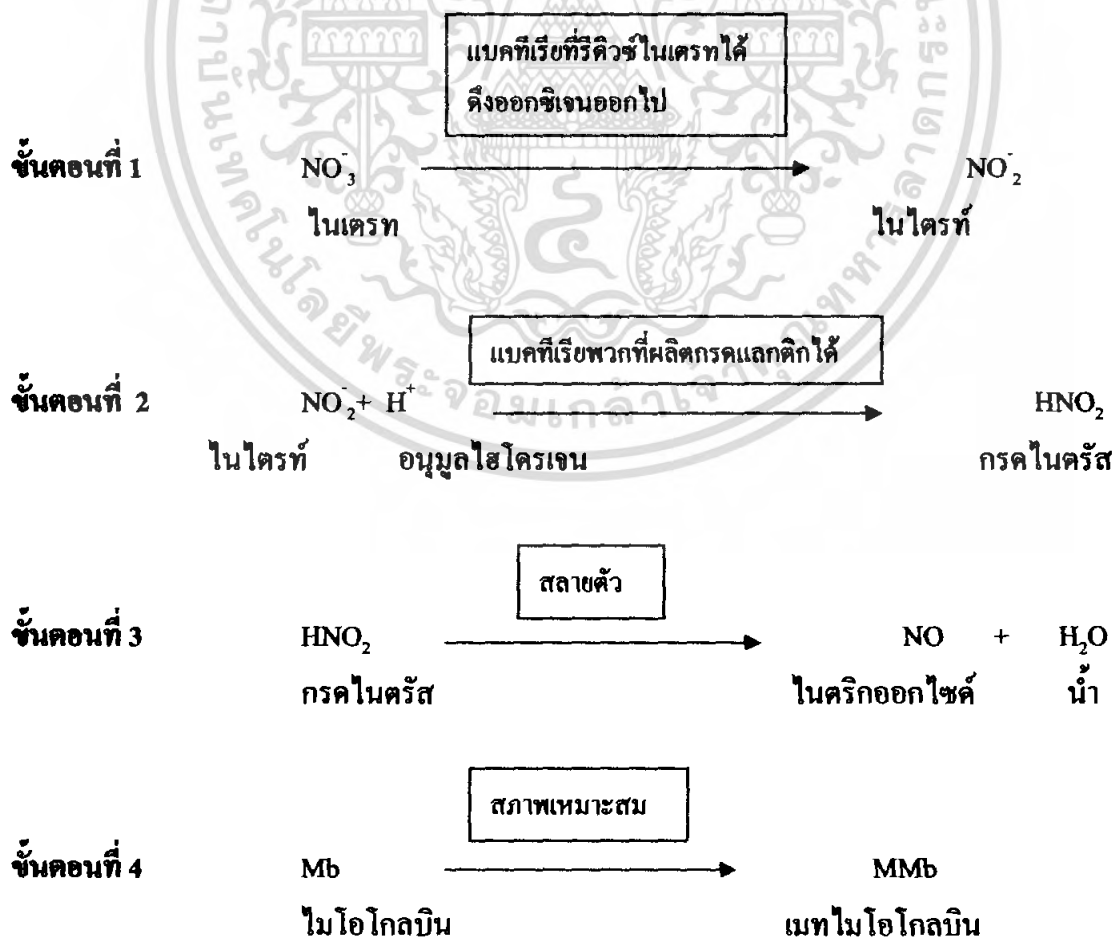 แบคทีเรียที่รีดิวซ์ไนเตรทได้
ดึงออกซิเจนออกไป
ขั้นตอนที่ 1 NO₃⁻ NO₂⁻
ไนเตรท ไนไตรท์
แบคทีเรียพวกที่ผลิตกรดแลกติกได้
ขั้นตอนที่ 2 NO₂⁻ + H⁺ HNO₂
ไนไตรท์ อนุมูลไฮโดรเจน กรดไนตรัส
สลายตัว
ขั้นตอนที่ 3 HNO₂ NO + H₂O
กรดไนตรัส ไนตริกออกไซด์ น้ำ
สภาพเหมาะสม
ขั้นตอนที่ 4 Mb MMb
ไมโอโกลบิน เมทไมโอโกลบิน